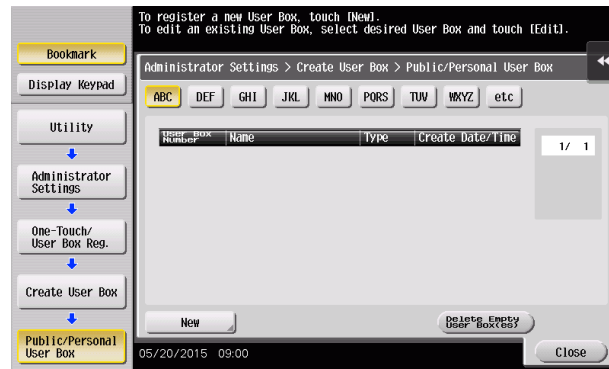 To register a new User Box, touch [New].
To edit an existing User Box, select desired User Box and touch [Edit].
Bookmark
Display Keypad
Utility
Administrator
Settings
One-Touch/
User Box Reg.
Create User Box
Public/Personal
User Box
Administrator Settings > Create User Box > Public/Personal User Box
ABC DEF GHI JKL MNO PQRS TUV WXYZ etc
User Box
Number Name Type Create Date/Time
1/ 1
New
Delete Empty
User Box(es)
05/20/2015 09:00
Close